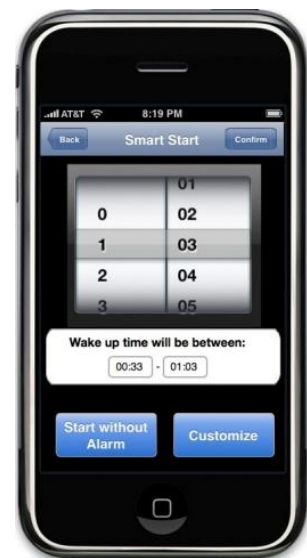 AT&T 8:19 PM
Back Smart Start Confirm
01
0 02
1 03
2 04
3 05
Wake up time will be between:
00:33 - 01:03
Start without Customize
Alarm